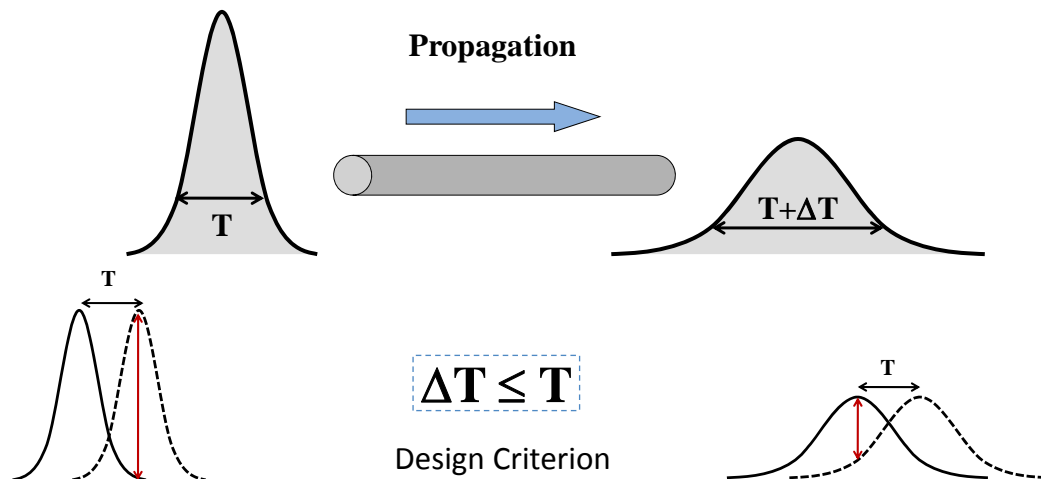 Propagation
T
T+ΔT
T
ΔT ≤ T
T
Design Criterion